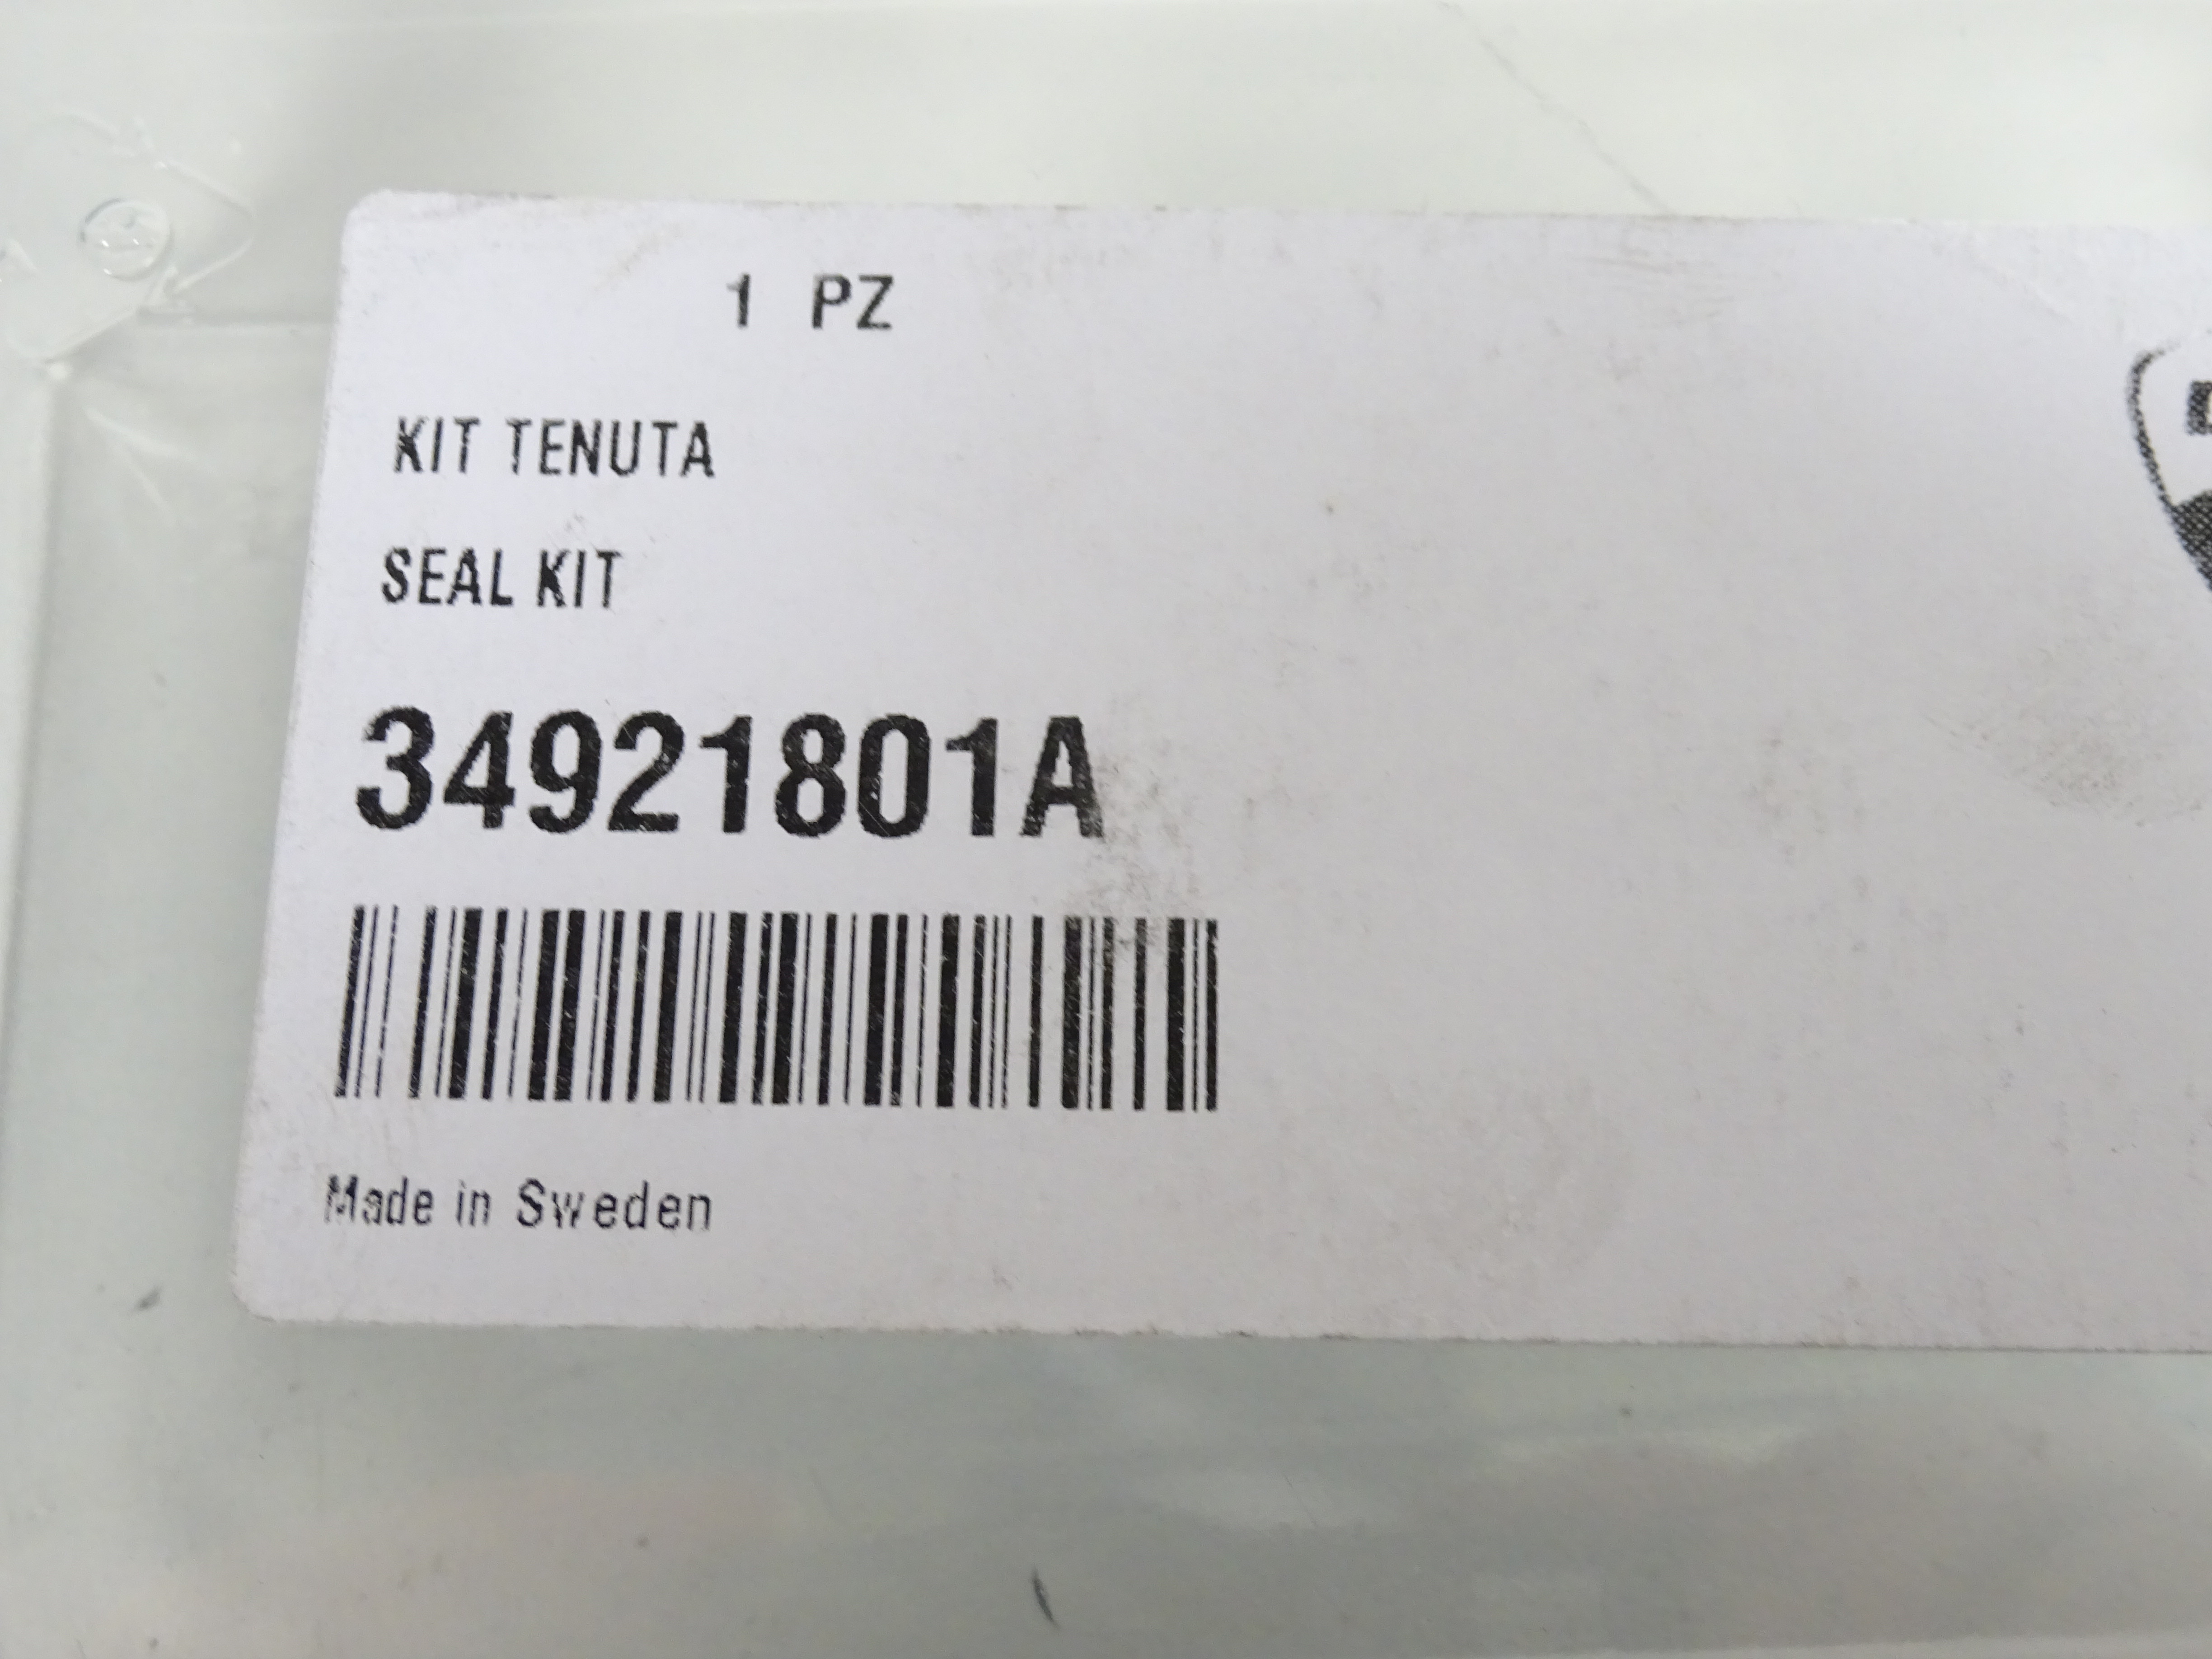 1 PZ
KIT TENUTA
SEAL KIT
34921801A
Made in Sweden